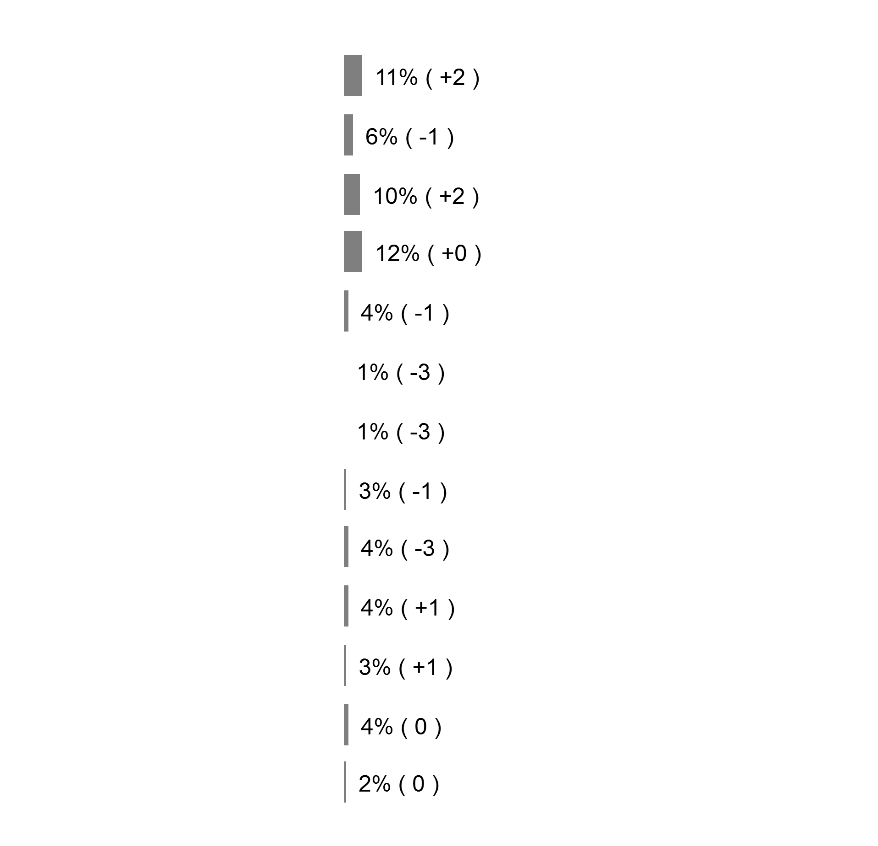 11% ( +2 )
6% ( -1 )
10% ( +2 )
12% ( +0 )
4% ( -1 )
1% ( -3 )
1% ( -3 )
3% ( -1 )
4% ( -3 )
4% ( +1 )
3% ( +1 )
4% ( 0 )
2% ( 0 )